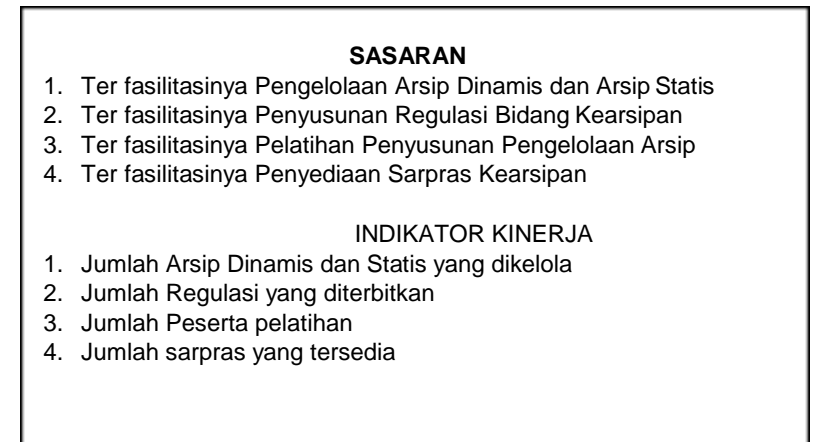 SASARAN
1. Ter fasilitasinya Pengelolaan Arsip Dinamis dan Arsip Statis
2. Ter fasilitasinya Penyusunan Regulasi Bidang Kearsipan
3. Ter fasilitasinya Pelatihan Penyusunan Pengelolaan Arsip
4. Ter fasilitasinya Penyediaan Sarpras Kearsipan
INDIKATOR KINERJA
1. Jumlah Arsip Dinamis dan Statis yang dikelola
2. Jumlah Regulasi yang diterbitkan
3. Jumlah Peserta pelatihan
4. Jumlah sarpras yang tersedia